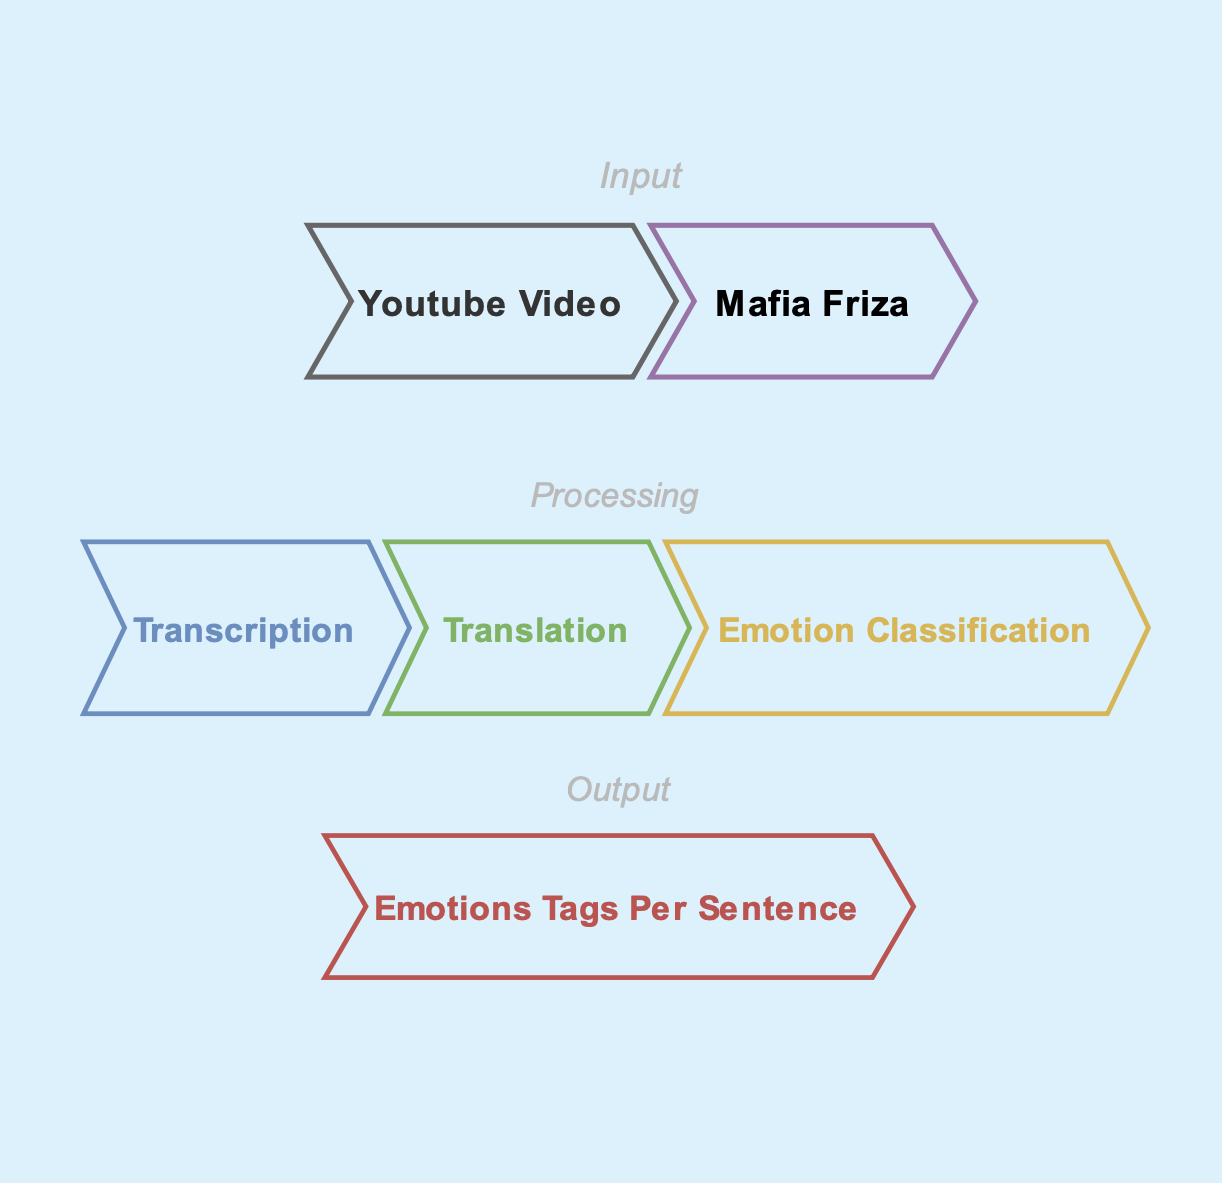 Input
Youtube Video
Mafia Friza
Processing
Transcription
Translation
Emotion Classification
Output
Emotions Tags Per Sentence